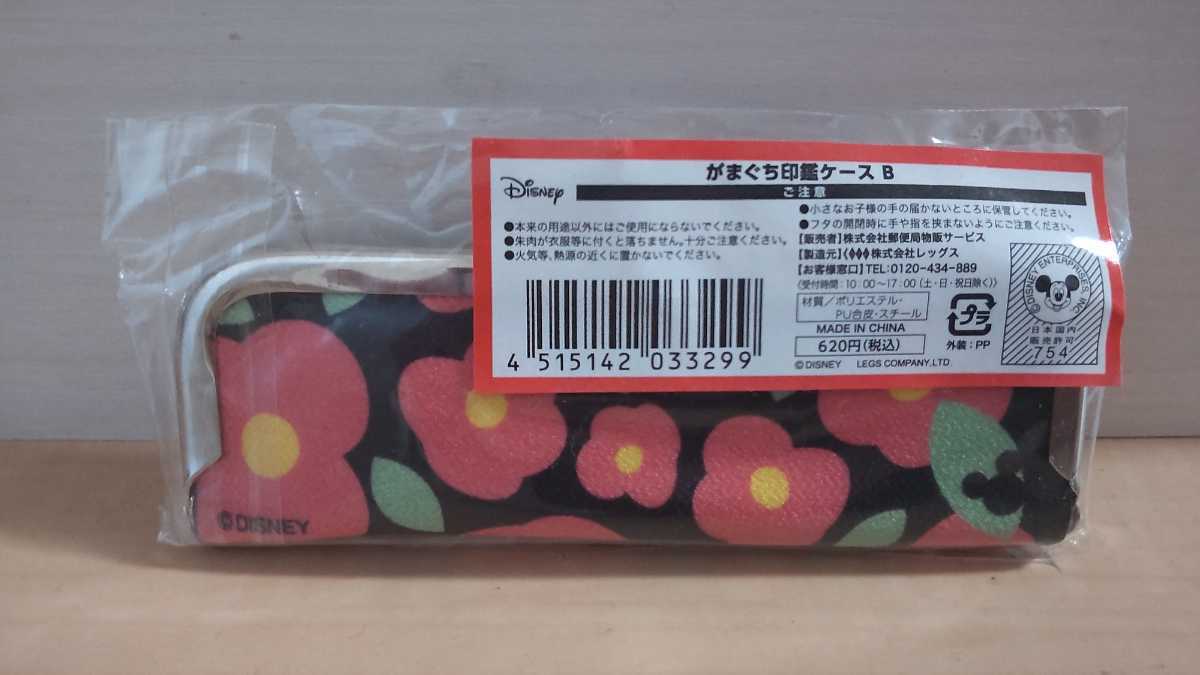 がまぐち印鑑ケース B
Disney
ご注意
●本来の用途以外にはご使用にならないでください。
●朱肉が衣服等に付くと落ちません。十分ご注意ください。
●火気等、熱源の近くに置かないでください。
●小さなお子様の手の届かないところに保管してください。
●フタの開閉時に手や指を挟まないようにご注意ください。
【販売者】株式会社郵便局物販サービス
【製造元】株式会社レッグス
【お客様窓口】TEL:0120-434-889
(受付時間:10:00〜17:00(土・日・祝日除く))
材質/ポリエステル・
PU合皮・スチール
MADE IN CHINA
620円(税込)
©DISNEY LEGS COMPANY,LTD
プラ
外装:PP
©DISNEY ENTERPRISES, INC.
日本国内
販売許可
754
4 515142 033299
©DISNEY